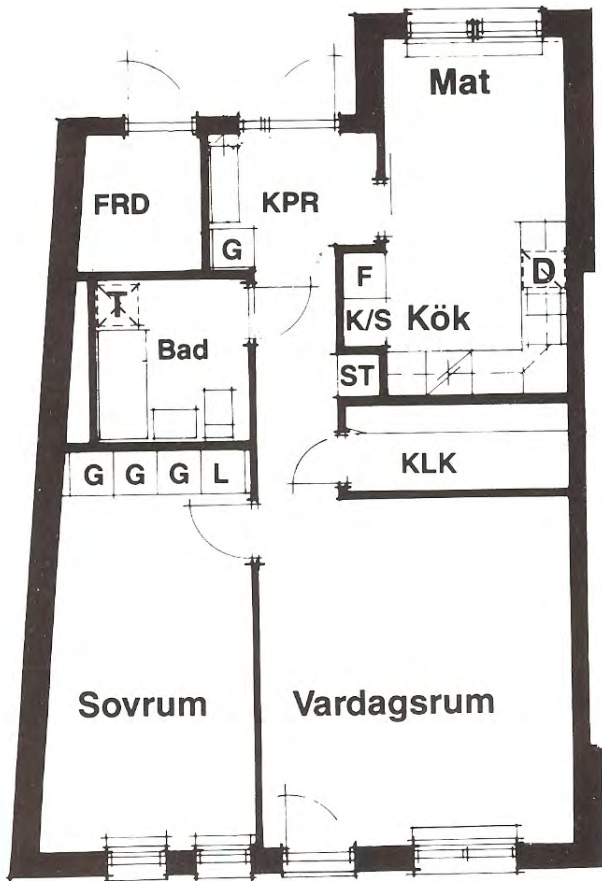 Mat
FRD
KPR
G
F
D
T
K/S
Kök
Bad
ST
G G G L
KLK
Sovrum
Vardagsrum